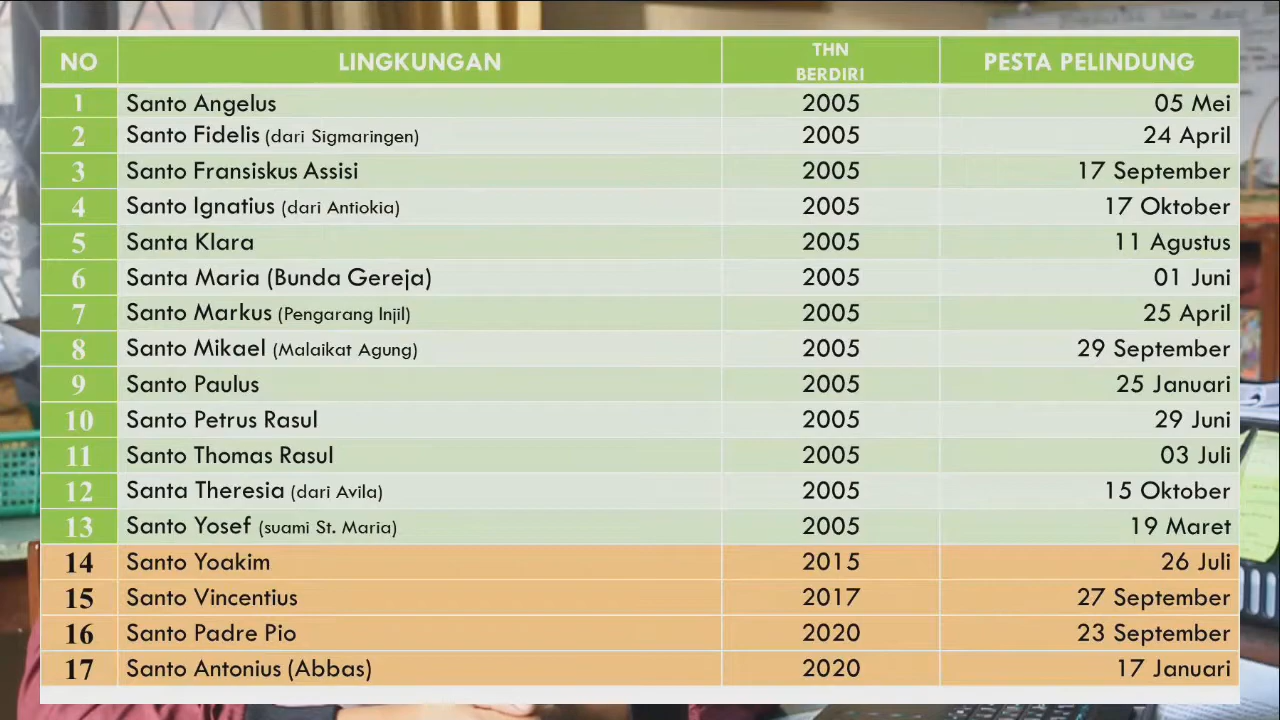 NO LINGKUNGAN THN BERDIRI PESTA PELINDUNG
1 Santo Angelus 2005 05 Mei
2 Santo Fidelis (dari Sigmaringen) 2005 24 April
3 Santo Fransiskus Assisi 2005 17 September
4 Santo Ignatius (dari Antiokia) 2005 17 Oktober
5 Santa Klara 2005 11 Agustus
6 Santa Maria (Bunda Gereja) 2005 01 Juni
7 Santo Markus (Pengarang Injil) 2005 25 April
8 Santo Mikael (Malaikat Agung) 2005 29 September
9 Santo Paulus 2005 25 Januari
10 Santo Petrus Rasul 2005 29 Juni
11 Santo Thomas Rasul 2005 03 Juli
12 Santa Theresia (dari Avila) 2005 15 Oktober
13 Santo Yosef (suami St. Maria) 2005 19 Maret
14 Santo Yoakim 2015 26 Juli
15 Santo Vincentius 2017 27 September
16 Santo Padre Pio 2020 23 September
17 Santo Antonius (Abbas) 2020 17 Januari